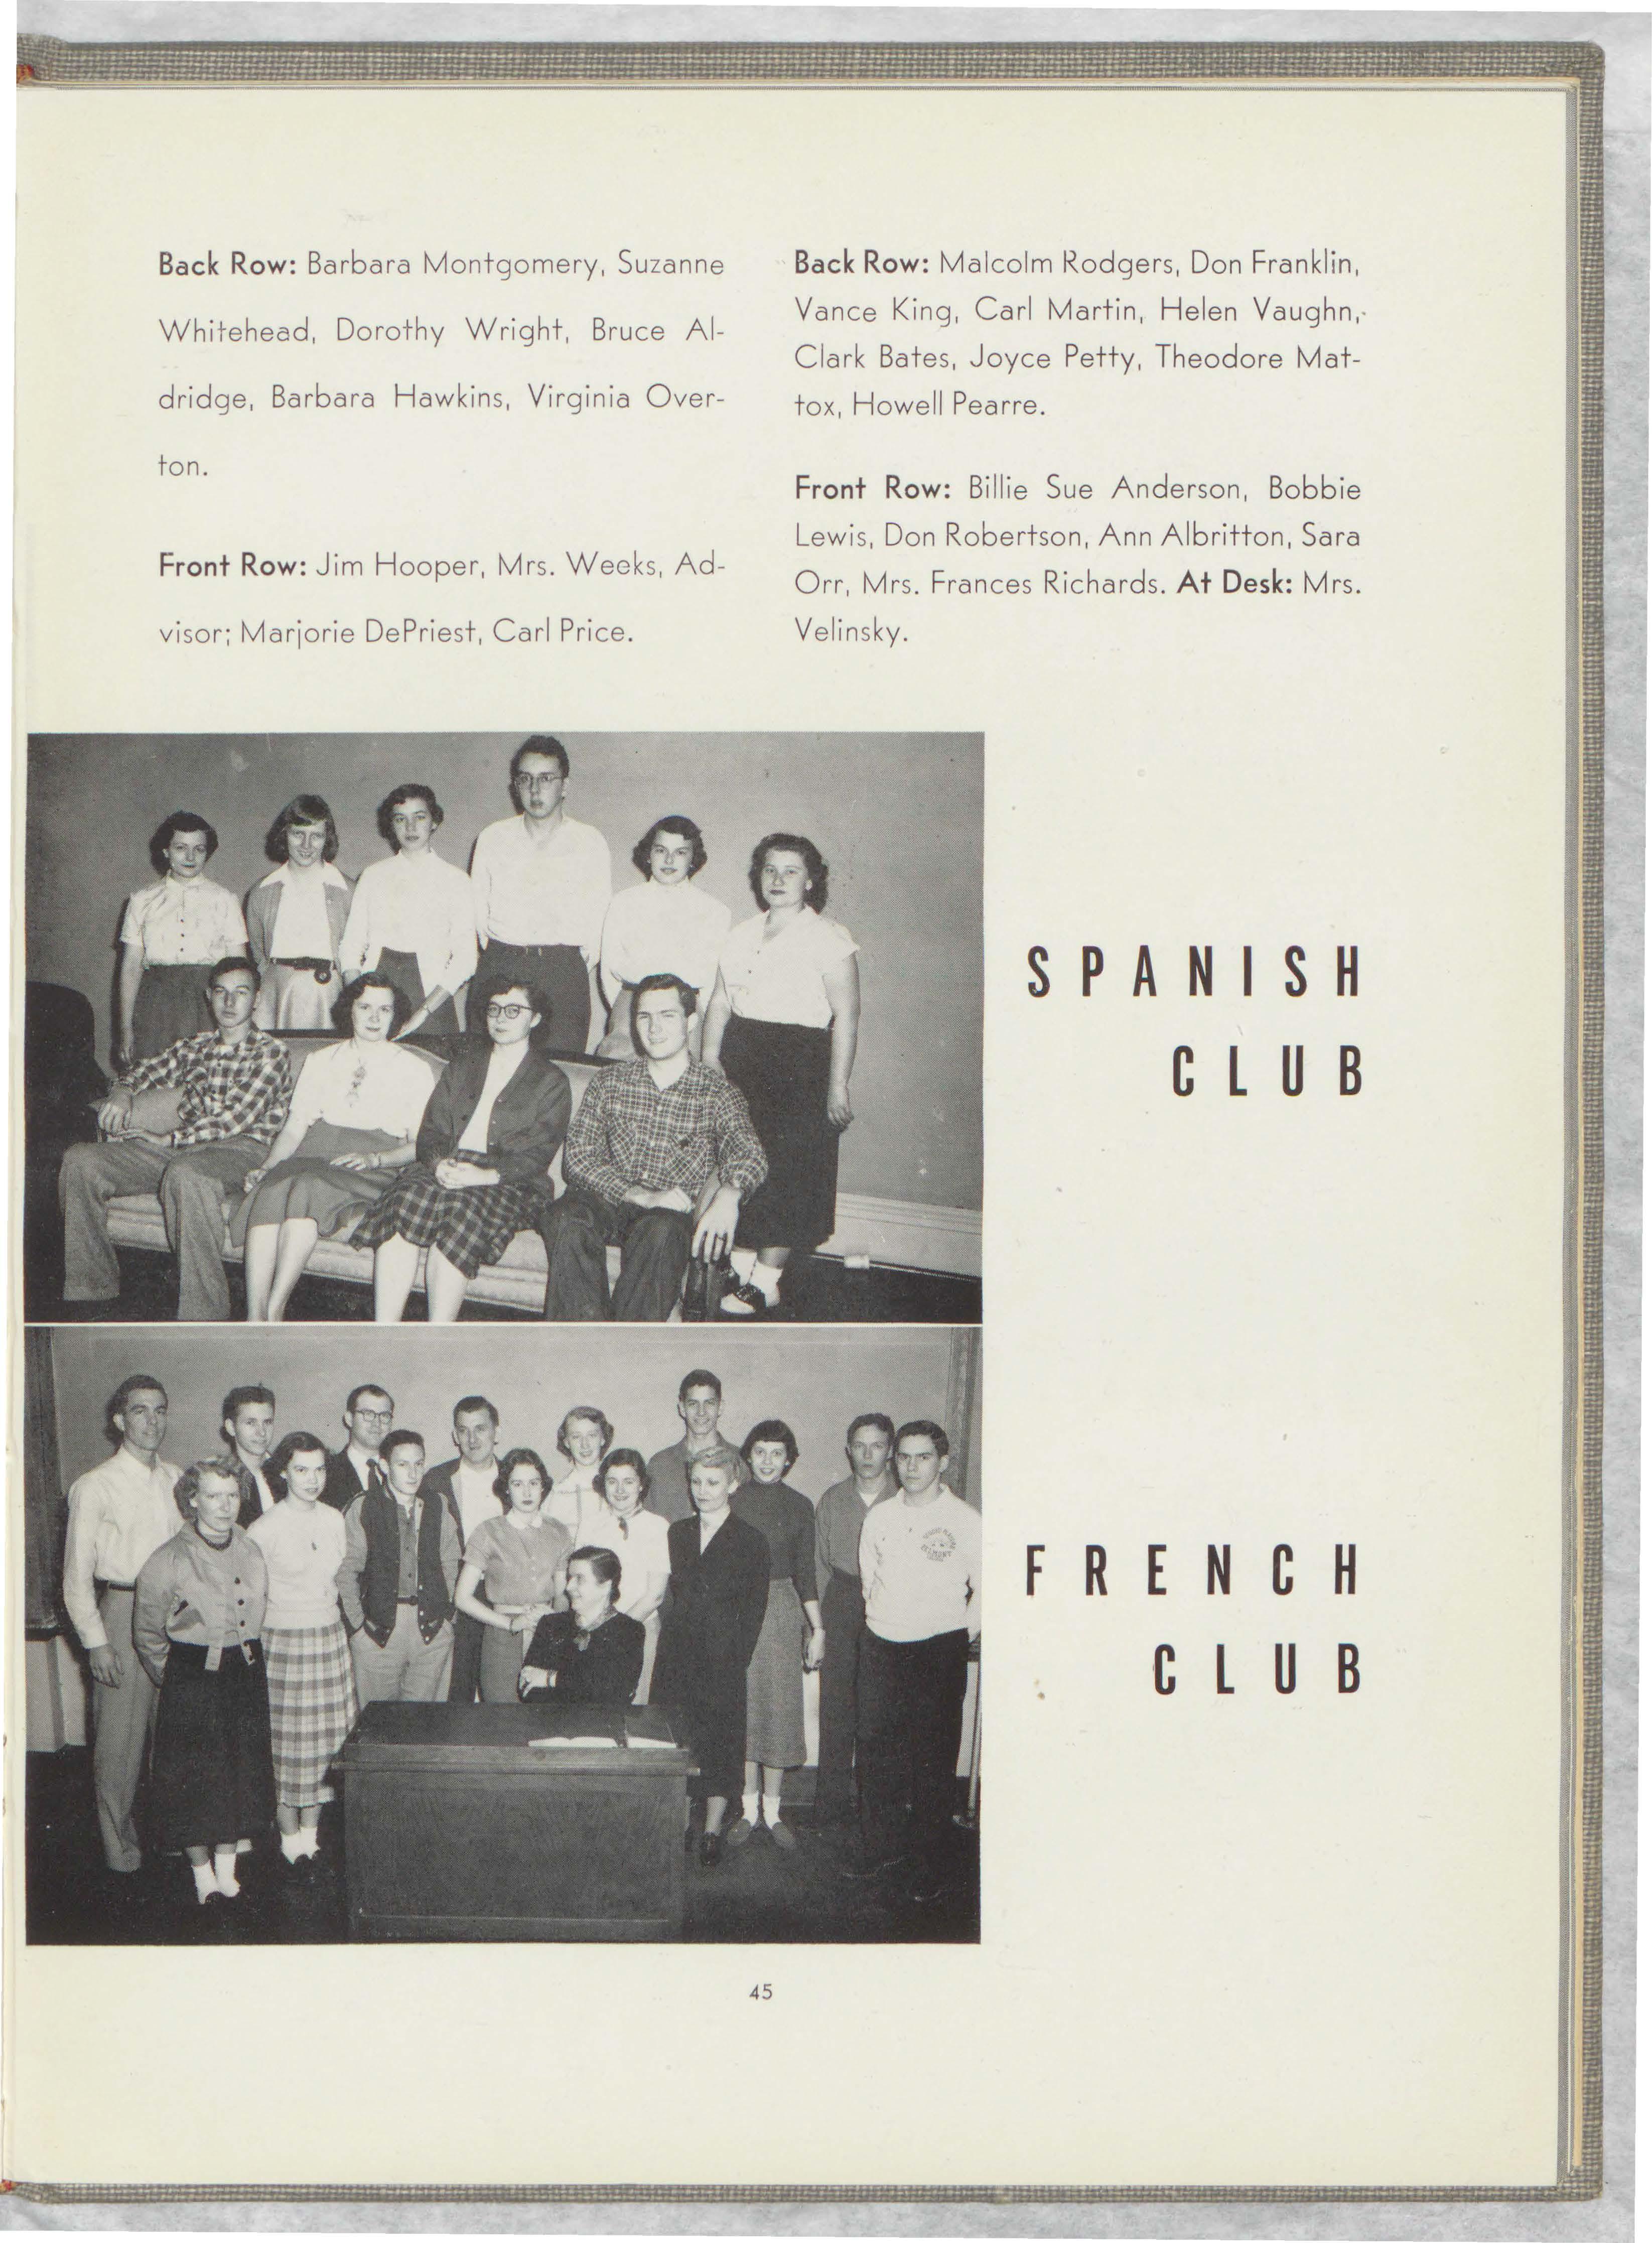 Back Row: Barbara Montgomery, Suzanne
Whitehead, Dorothy Wright, Bruce Al-
dridge, Barbara Hawkins, Virginia Over-
ton.
Front Row: Jim Hooper, Mrs. Weeks, Ad-
visor; Marjorie DePriest, Carl Price.
Back Row: Malcolm Rodgers, Don Franklin,
Vance King, Carl Martin, Helen Vaughn,
Clark Bates, Joyce Petty, Theodore Mat-
tox, Howell Pearre.
Front Row: Billie Sue Anderson, Bobbie
Lewis, Don Robertson, Ann Albritton, Sara
Orr, Mrs. Frances Richards. At Desk: Mrs.
Velinsky.
SPANISH
CLUB
FRENCH
CLUB
BELMONT
45